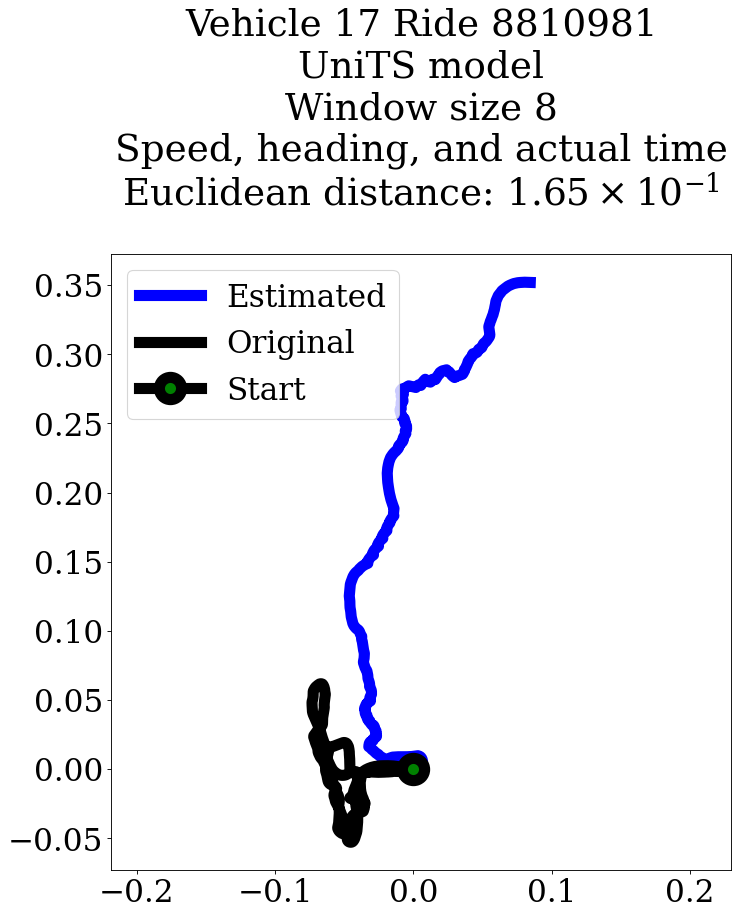 Vehicle 17 Ride 8810981
UniTS model
Window size 8
Speed, heading, and actual time
Euclidean distance: 1.65 × 10⁻¹
Estimated
Original
Start
0.35
0.30
0.25
0.20
0.15
0.10
0.05
0.00
−0.05
−0.2
−0.1
0.0
0.1
0.2